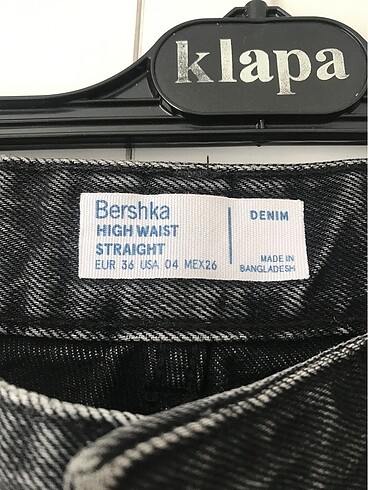 klapa
Bershka
HIGH WAIST
STRAIGHT
EUR 36 USA 04 MEX26
DENIM
MADE IN
BANGLADESH